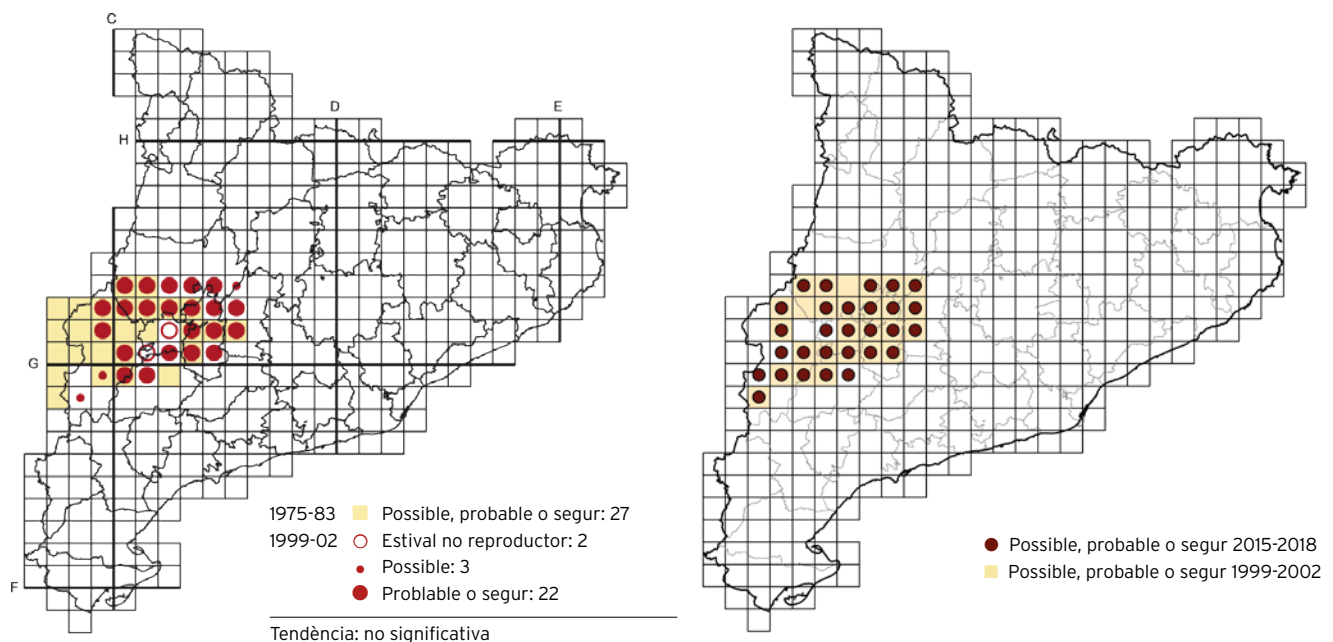 C
D
E
H
G
F
1975-83 Possible, probable o segur: 27
1999-02 Estival no reproductor: 2
Possible: 3
Problable o segur: 22
Tendència: no significativa
Possible, probable o segur 2015-2018
Possible, probable o segur 1999-2002